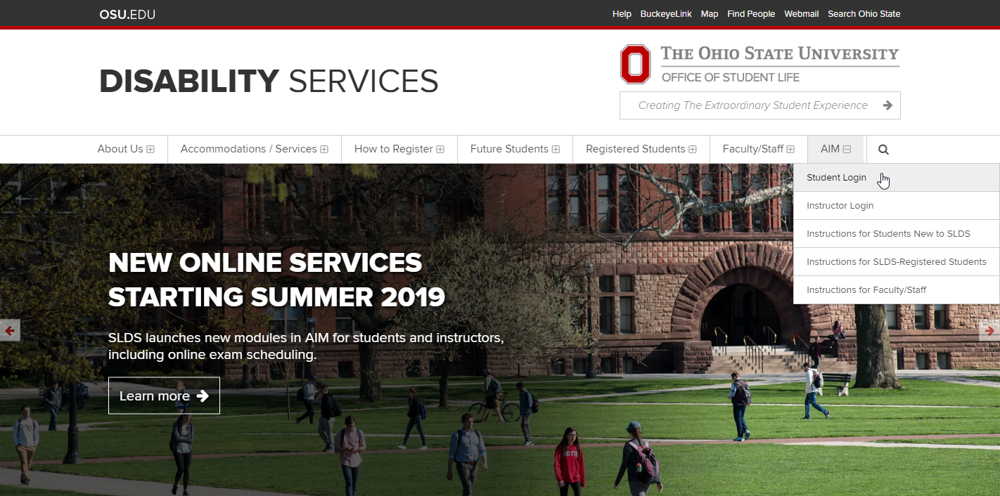 OSU.EDU
Help BuckeyeLink Map Find People Webmail Search Ohio State
DISABILITY SERVICES
THE OHIO STATE UNIVERSITY
OFFICE OF STUDENT LIFE
Creating The Extraordinary Student Experience
About Us
Accommodations / Services
How to Register
Future Students
Registered Students
Faculty/Staff
AIM
Student Login
Instructor Login
Instructions for Students New to SLDS
Instructions for SLDS-Registered Students
Instructions for Faculty/Staff
NEW ONLINE SERVICES
STARTING SUMMER 2019
SLDS launches new modules in AIM for students and instructors,
including online exam scheduling.
Learn more